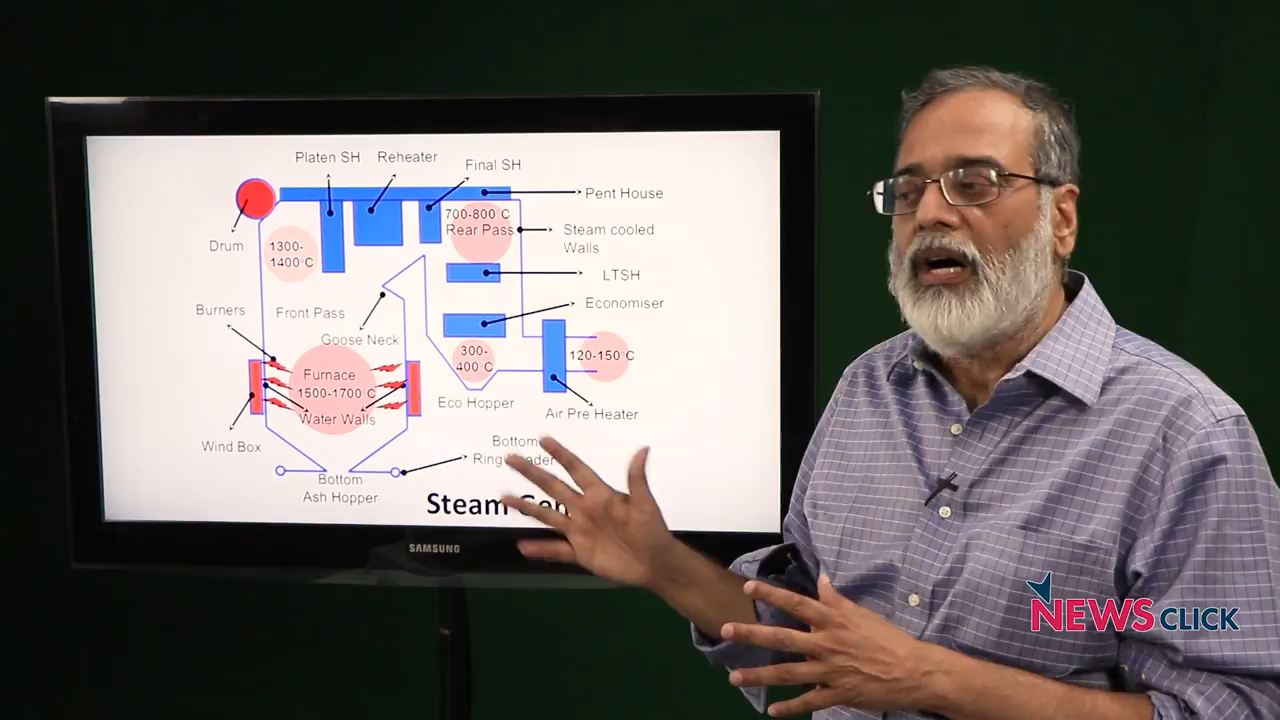 Platen SH
Reheater
Final SH
Pent House
700-800°C
Rear Pass
Steam cooled
Walls
Drum
1300-
1400°C
LTSH
Economiser
Burners
Front Pass
Goose Neck
300-
400°C
120-150°C
Furnace
1500-1700°C
Water Walls
Eco Hopper
Air Pre Heater
Wind Box
Bottom
Ring
Bottom
Ash Hopper
Steam
SAMSUNG
NEWS CLICK